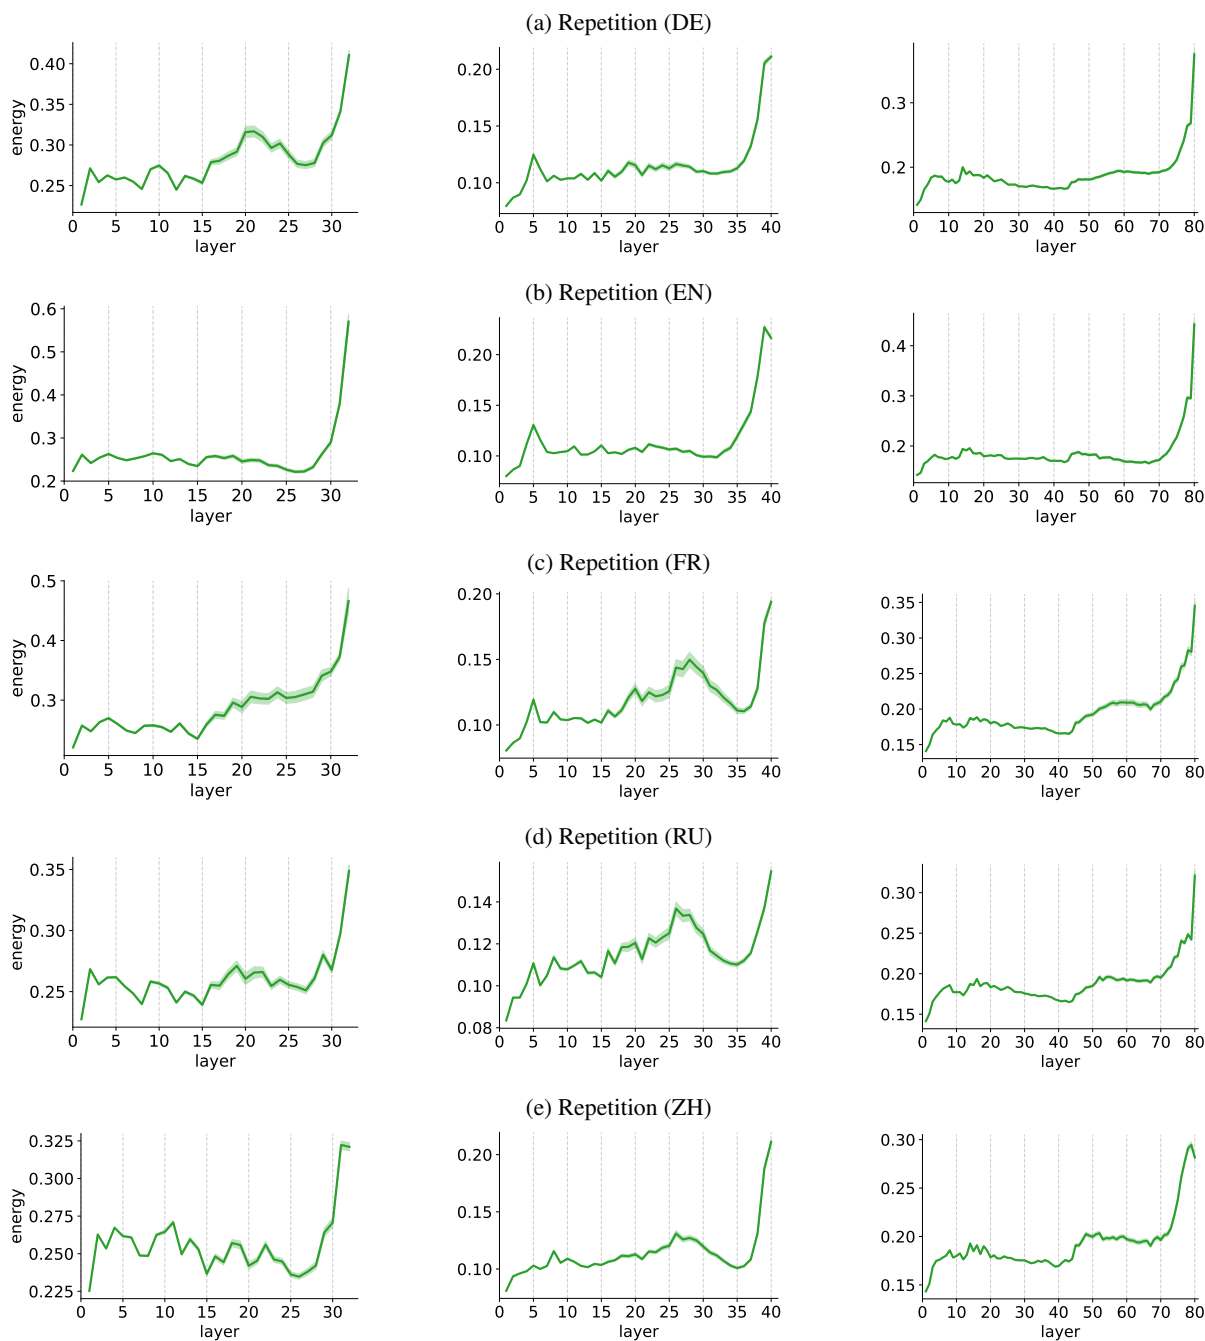 (a) Repetition (DE)
0.40 0.35 0.30 0.25
energy
0 5 10 15 20 25 30
layer
0.20 0.15 0.10
0 5 10 15 20 25 30 35 40
layer
0.3 0.2
0 10 20 30 40 50 60 70 80
layer
(b) Repetition (EN)
0.6 0.5 0.4 0.3 0.2
energy
0 5 10 15 20 25 30
layer
0.20 0.15 0.10
0 5 10 15 20 25 30 35 40
layer
0.4 0.3 0.2
0 10 20 30 40 50 60 70 80
layer
(c) Repetition (FR)
0.5 0.4 0.3
energy
0 5 10 15 20 25 30
layer
0.20 0.15 0.10
0 5 10 15 20 25 30 35 40
layer
0.35 0.30 0.25 0.20 0.15
0 10 20 30 40 50 60 70 80
layer
(d) Repetition (RU)
0.35 0.30 0.25
energy
0 5 10 15 20 25 30
layer
0.14 0.12 0.10 0.08
0 5 10 15 20 25 30 35 40
layer
0.30 0.25 0.20 0.15
0 10 20 30 40 50 60 70 80
layer
(e) Repetition (ZH)
0.325 0.300 0.275 0.250 0.225
energy
0 5 10 15 20 25 30
layer
0.20 0.15 0.10
0 5 10 15 20 25 30 35 40
layer
0.30 0.25 0.20 0.15
0 10 20 30 40 50 60 70 80
layer